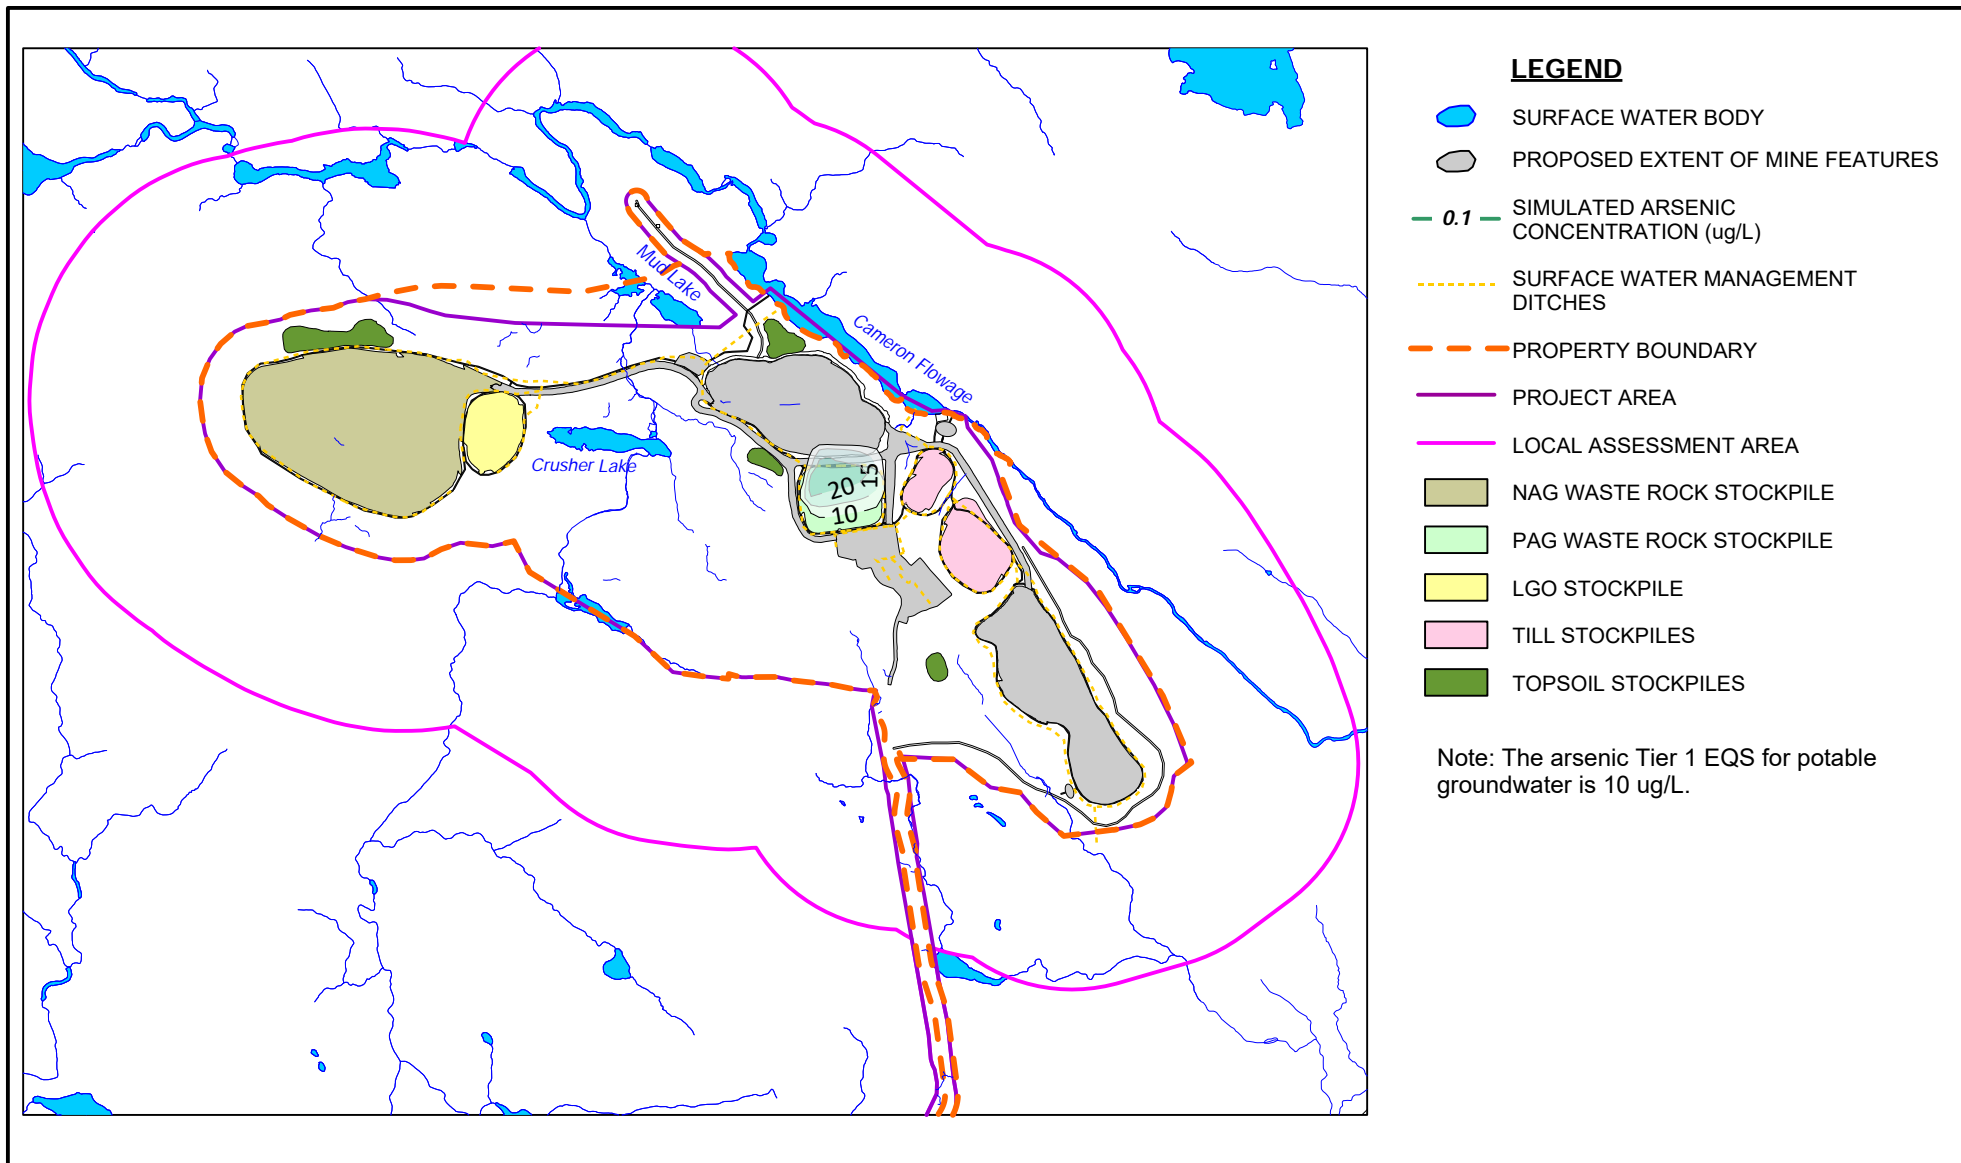 Mud Lake
Cameron Flowage
Crusher Lake
15
20
10
LEGEND
SURFACE WATER BODY
PROPOSED EXTENT OF MINE FEATURES
0.1
SIMULATED ARSENIC
CONCENTRATION (ug/L)
SURFACE WATER MANAGEMENT
DITCHES
PROPERTY BOUNDARY
PROJECT AREA
LOCAL ASSESSMENT AREA
NAG WASTE ROCK STOCKPILE
PAG WASTE ROCK STOCKPILE
LGO STOCKPILE
TILL STOCKPILES
TOPSOIL STOCKPILES
Note: The arsenic Tier 1 EQS for potable
groundwater is 10 ug/L.